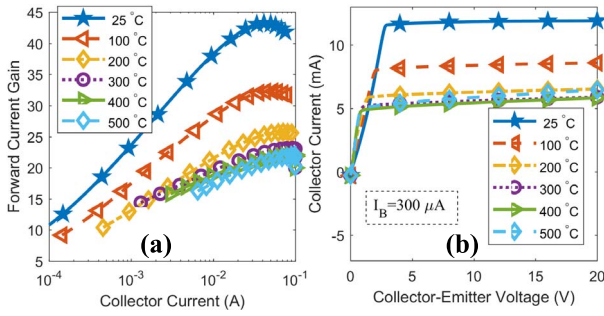 45
40
35
30
25
20
15
10
5
Forward Current Gain
25 °C
100 °C
200 °C
300 °C
400 °C
500 °C
(a)
10-4
10-3
10-2
10-1
Collector Current (A)
10
5
0
-5
Collector Current (mA)
25 °C
100 °C
200 °C
300 °C
400 °C
500 °C
IB=300 μA
(b)
0
5
10
15
20
Collector-Emitter Voltage (V)